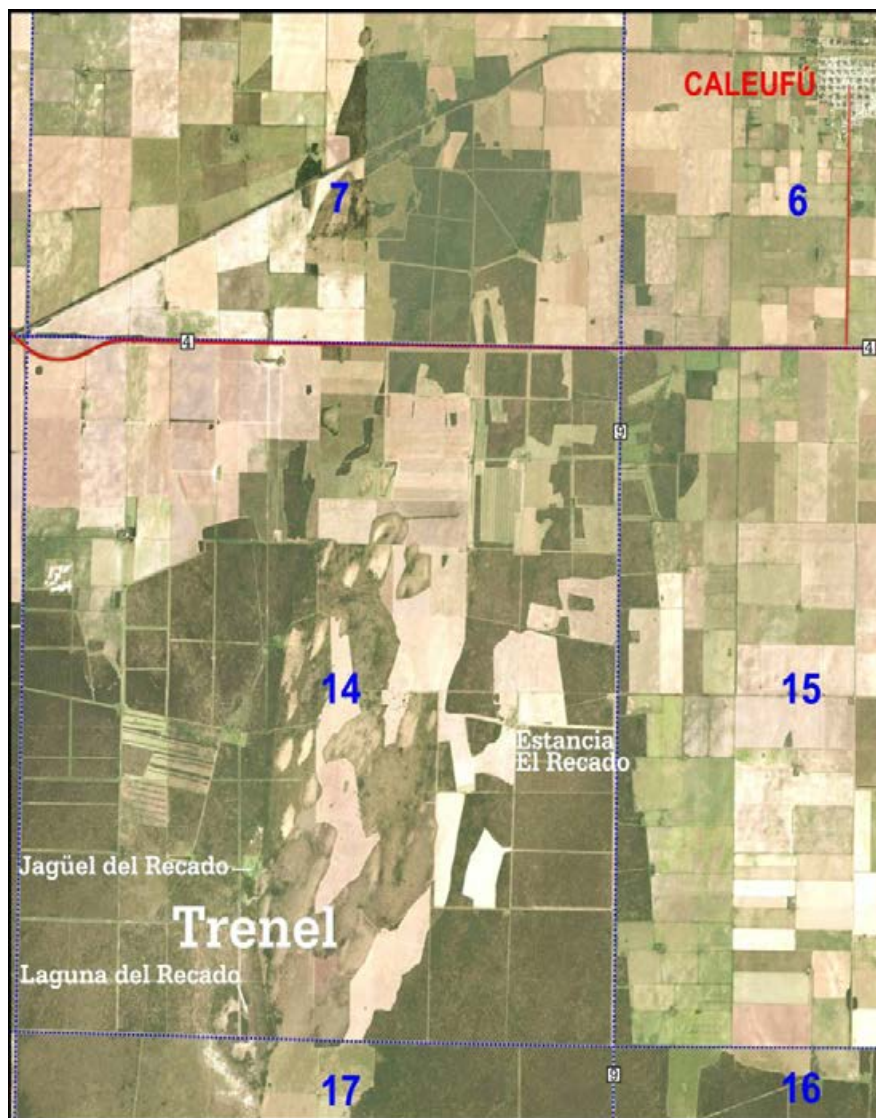 CALEUFÚ
7
6
4
4
9
14
15
Estancia
El Recado
Jagüel del Recado
Trenel
Laguna del Recado
9
17
16